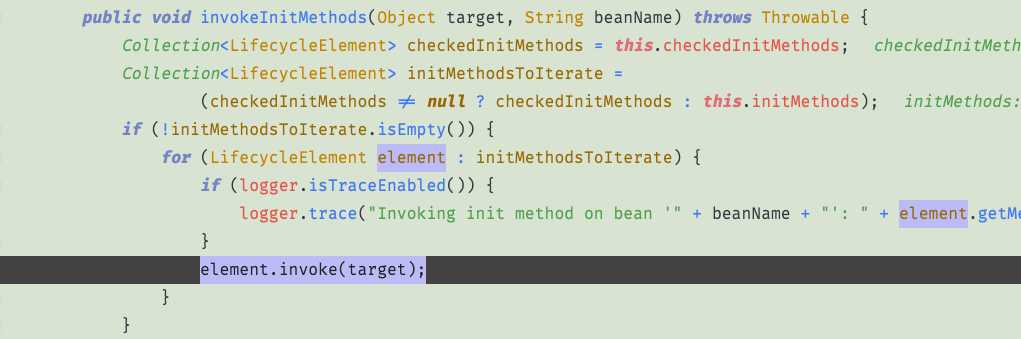 public void invokeInitMethods(Object target, String beanName) throws Throwable {
Collection<LifecycleElement> checkedInitMethods = this.checkedInitMethods; checkedInitMeth
Collection<LifecycleElement> initMethodsToIterate =
(checkedInitMethods ≠ null ? checkedInitMethods : this.initMethods); initMethods:
if (!initMethodsToIterate.isEmpty()) {
for (LifecycleElement element : initMethodsToIterate) {
if (logger.isTraceEnabled()) {
logger.trace("Invoking init method on bean '" + beanName + "': " + element.getMe
}
element.invoke(target);
}
}